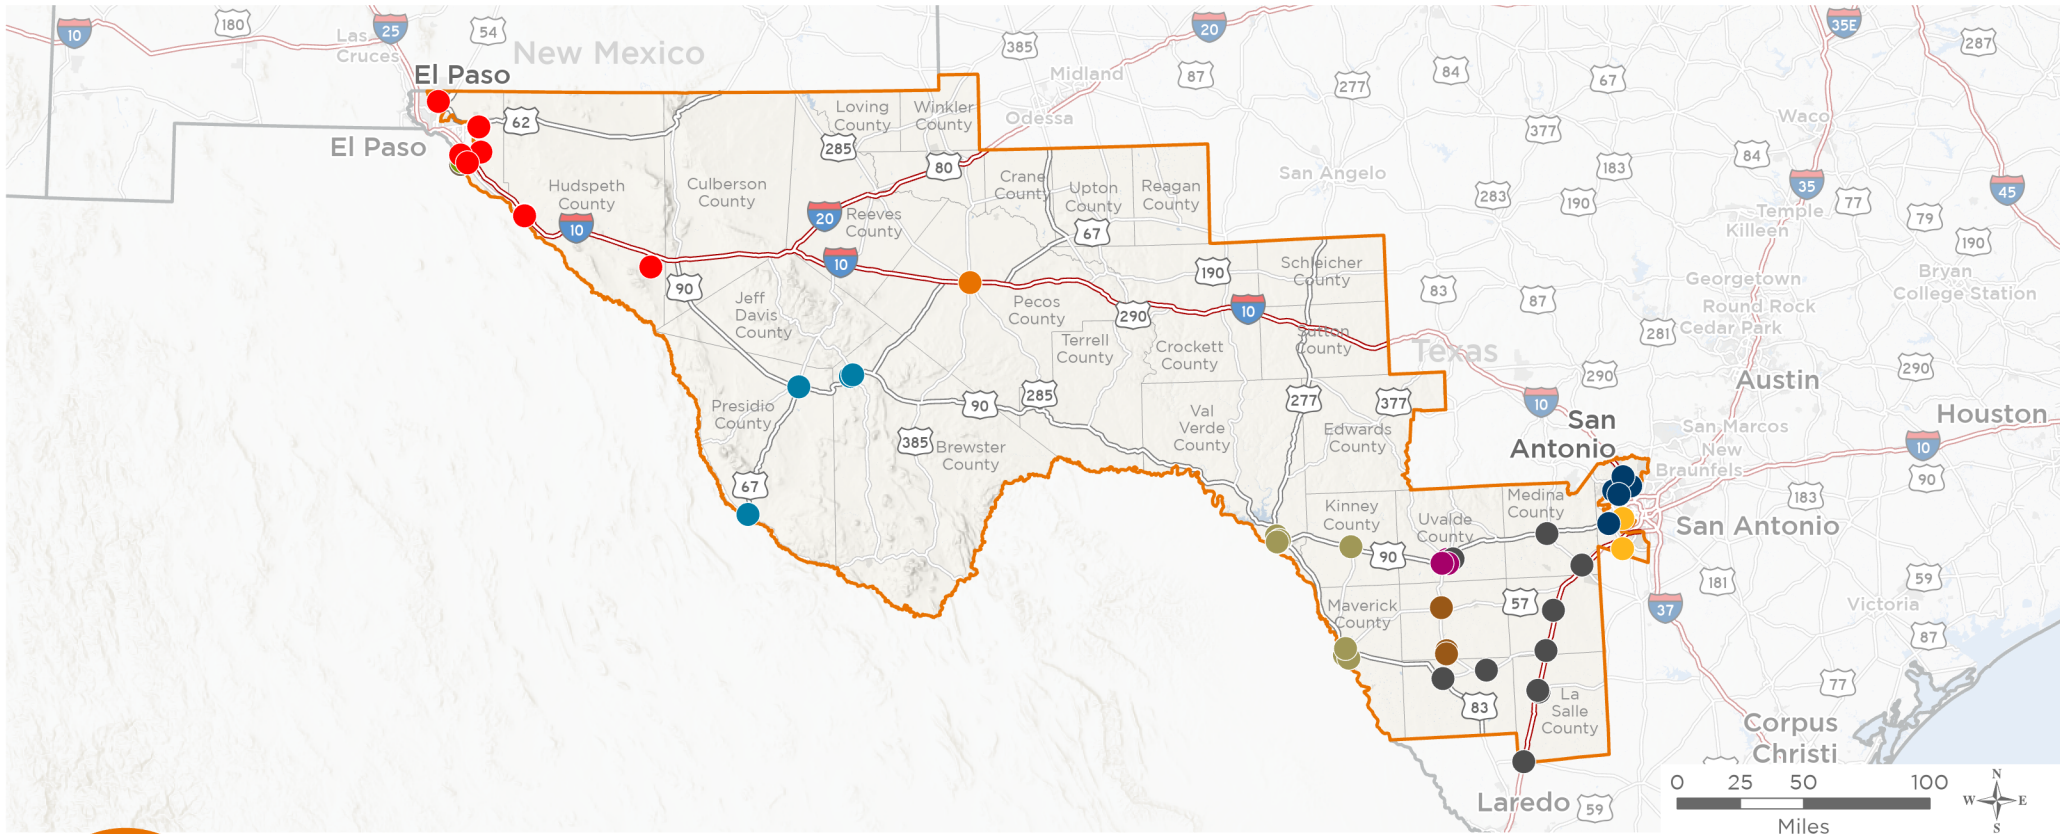 10
180
25
54
New Mexico
Las
Cruces
El Paso
385
20
87
Midland
Odessa
277
84
35E
287
67
Waco
377
84
183
San Angelo
283
190
35
77
45
79
190
Temple
Killeen
El Paso
62
Loving
County
Winkler
County
285
80
Hudspeth
County
Culberson
County
Crane
County
Upton
County
Reagan
County
20
Reeves
County
67
10
10
90
190
Schleicher
County
83
87
Georgetown
Round Rock
Cedar Park
Bryan
College Station
281
Jeff
Davis
County
Pecos
County
290
10
Sutton
County
Terrell
County
Crockett
County
Texas
290
290
Austin
Presidio
County
90
285
Val
Verde
County
277
377
10
Edwards
County
San
Antonio
San Marcos
New
Braunfels
Houston
10
90
385
Brewster
County
67
Kinney
County
Uvalde
County
Medina
County
183
San Antonio
90
181
59
Maverick
County
57
37
Victoria
87
77
83
La
Salle
County
Corpus
Christi
Laredo
59
0 25 50 100
Miles
N
W E
S